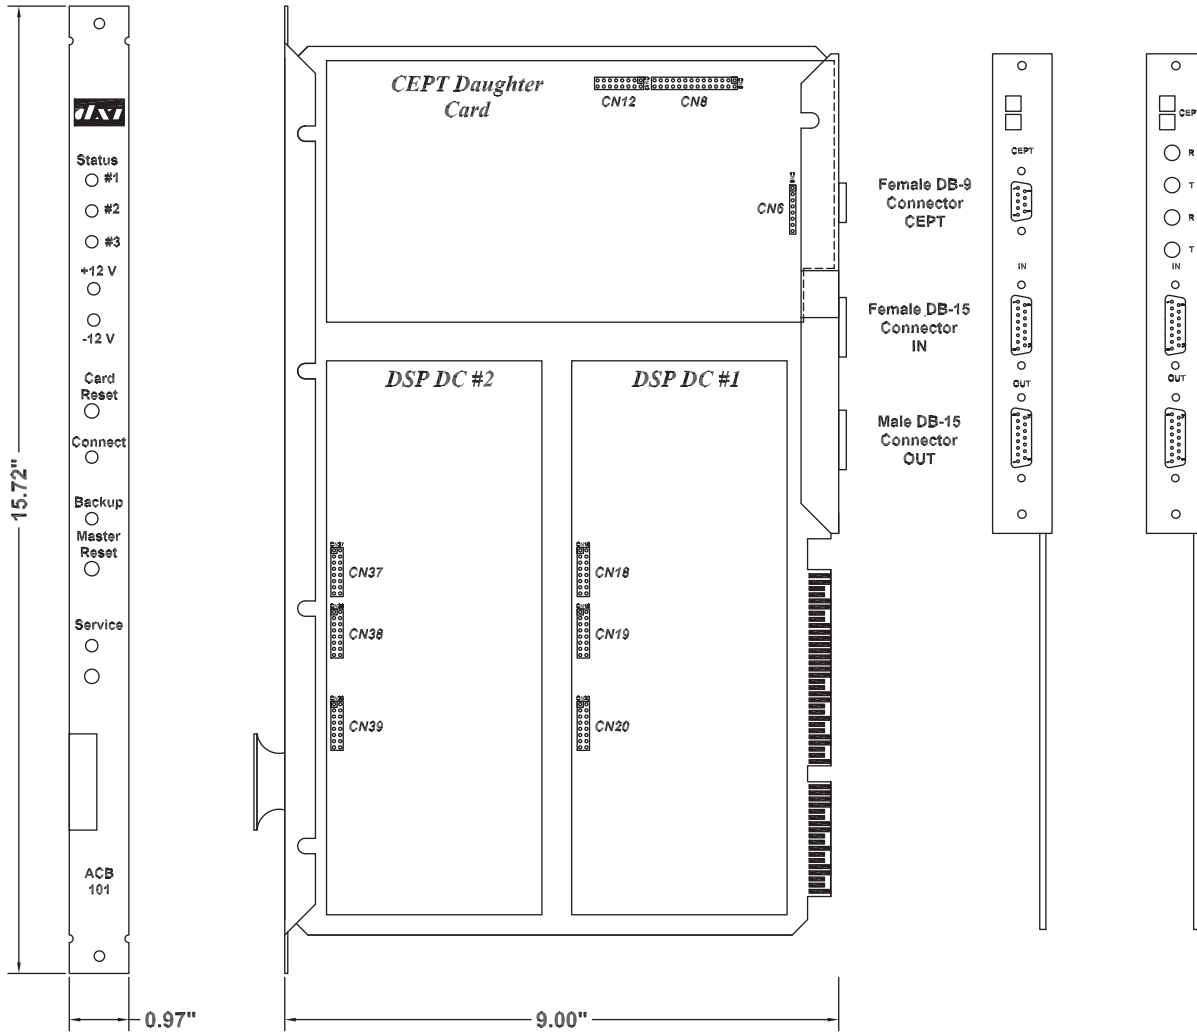 Status
#1
#2
#3
+12 V
-12 V
Card
Reset
Connect
Backup
Master
Reset
Service
ACB
101
15.72"
0.97"
CEPT Daughter
Card
CN12
CN8
CN6
DSP DC #2
DSP DC #1
CN37
CN38
CN39
CN18
CN19
CN20
9.00"
Female DB-9
Connector
CEPT
Female DB-15
Connector
IN
Male DB-15
Connector
OUT
CEPT
IN
OUT
CEP
R
T
R
T
IN
OUT